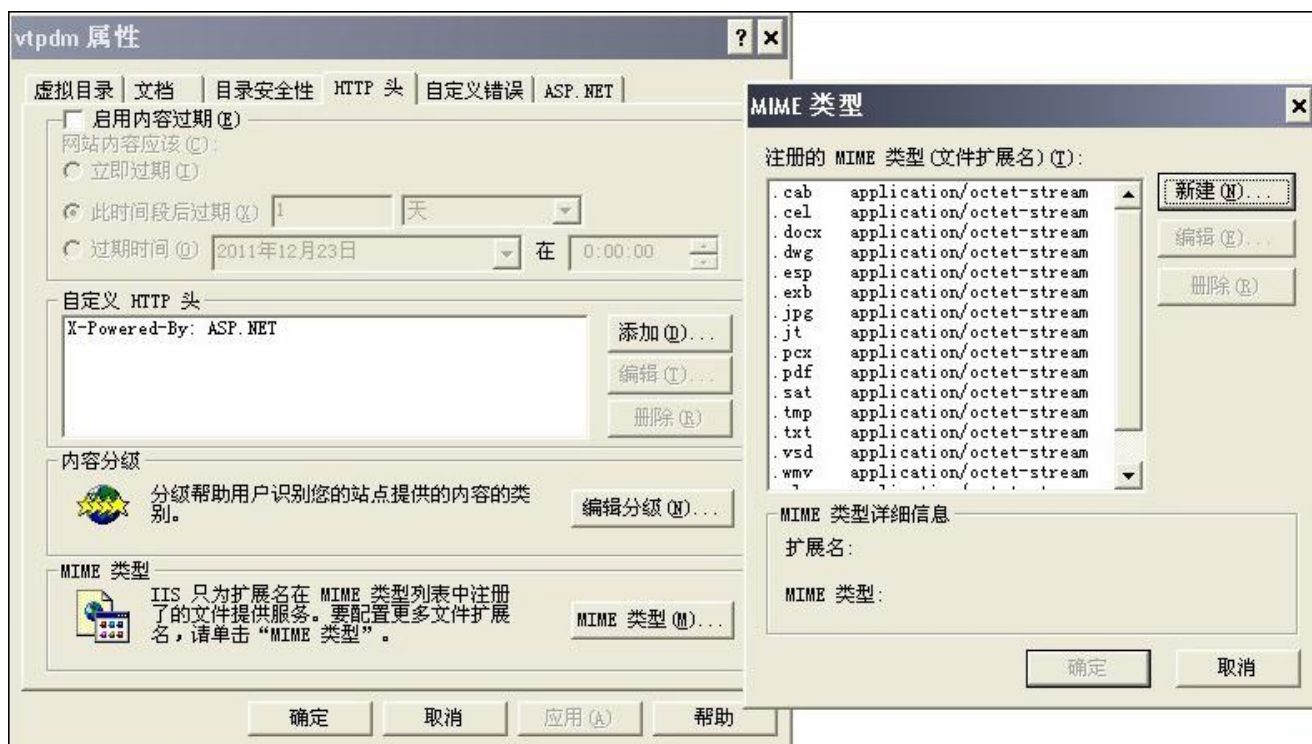 vtpdm 属性
虚拟目录 文档 目录安全性 HTTP 头 自定义错误 ASP.NET
启用内容过期(E)
网站内容应该(C):
立即过期(I)
此时间段后过期(X) 1 天
过期时间(O) 2011年12月23日 在 0:00:00
自定义 HTTP 头
X-Powered-By: ASP.NET
添加(D)...
编辑(T)...
删除(R)
内容分级
分级帮助用户识别您的站点提供的内容的类
别。
编辑分级(N)...
MIME 类型
IIS 只为扩展名在 MIME 类型列表中注册
了的文件提供服务。要配置更多文件扩展
名，请单击“MIME 类型”。
MIME 类型(M)...
确定 取消 应用(A) 帮助
MIME 类型
注册的 MIME 类型(文件扩展名)(T):
.cab application/octet-stream
.cel application/octet-stream
.docx application/octet-stream
.dwg application/octet-stream
.esp application/octet-stream
.exb application/octet-stream
.jpg application/octet-stream
.jt application/octet-stream
.pcx application/octet-stream
.pdf application/octet-stream
.sat application/octet-stream
.tmp application/octet-stream
.txt application/octet-stream
.vsd application/octet-stream
.wmv application/octet-stream
新建(N)...
编辑(E)...
删除(R)
MIME 类型详细信息
扩展名:
MIME 类型:
确定 取消